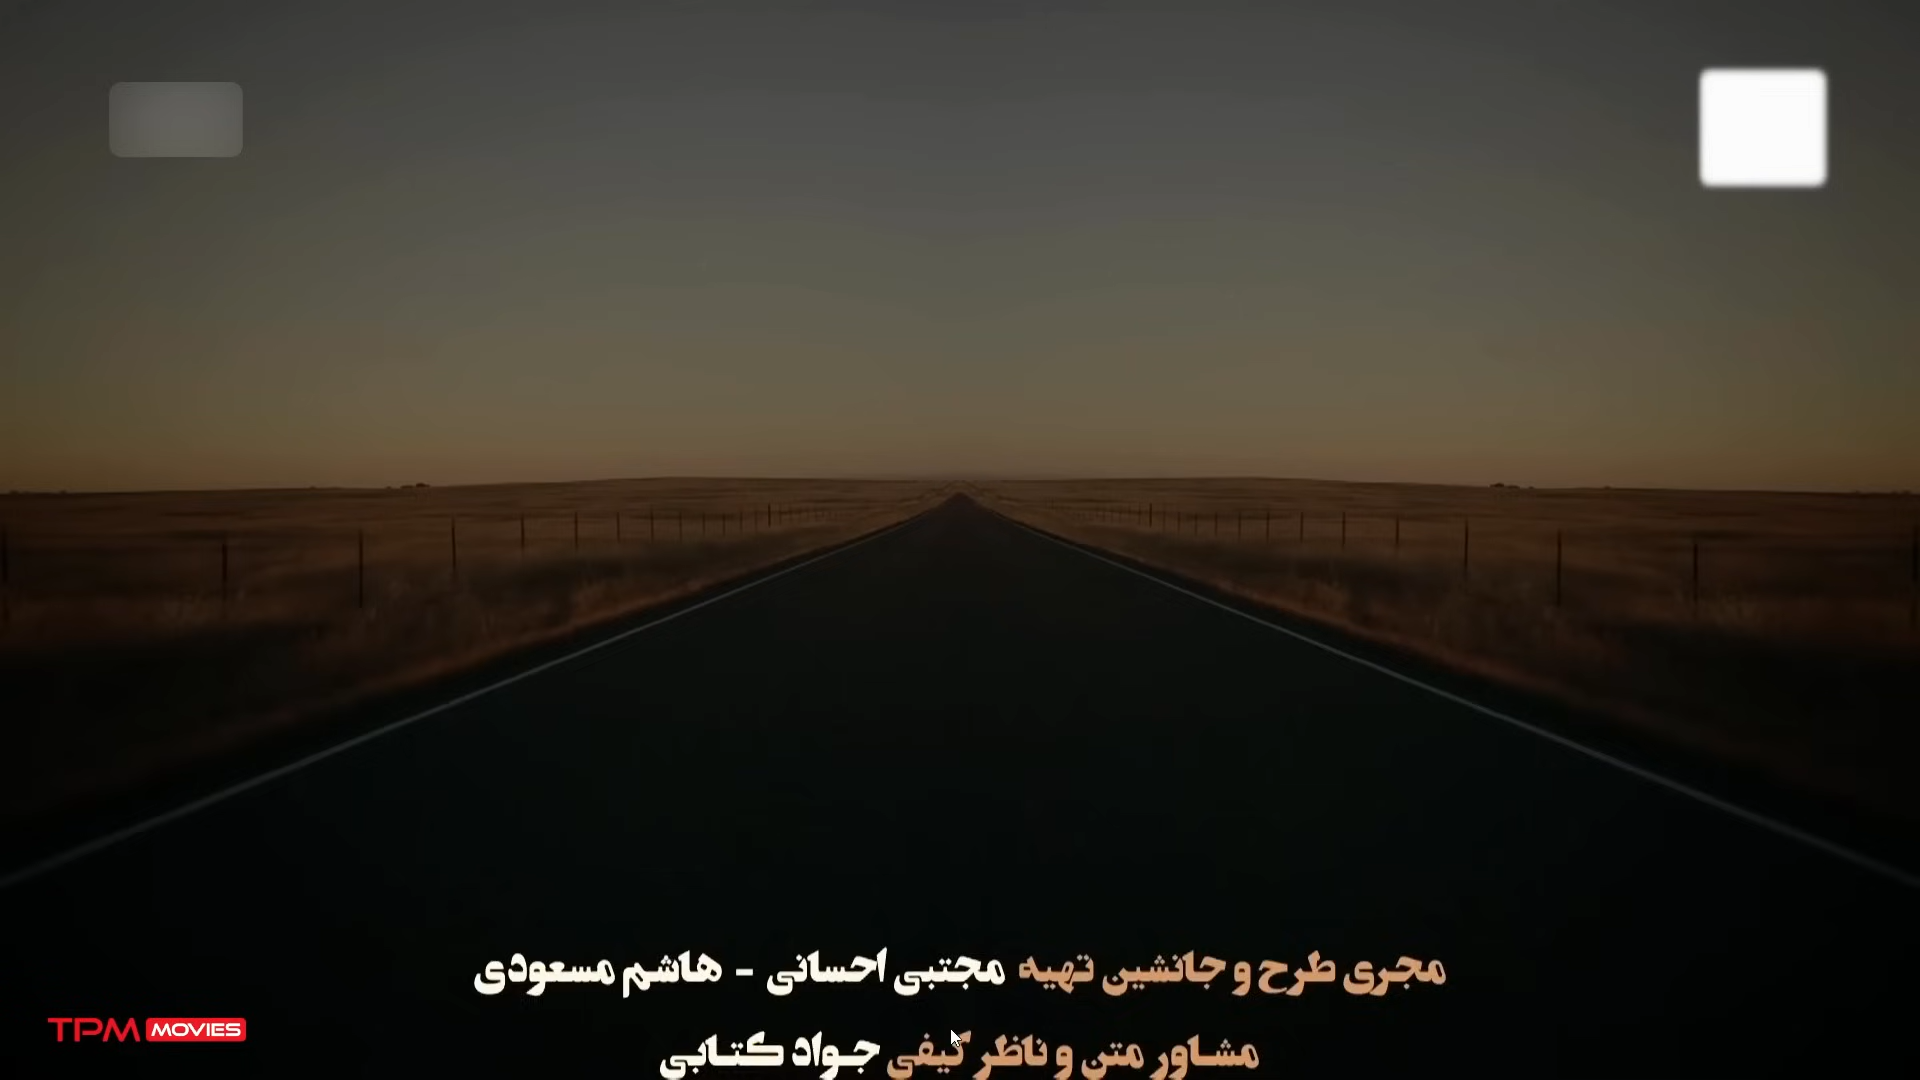 مجری طرح و جانشین تهیه مجتبی احسانی - هاشم مسعودی
TPM MOVIES
مشاور متن و ناظر کیفی جواد کتابی